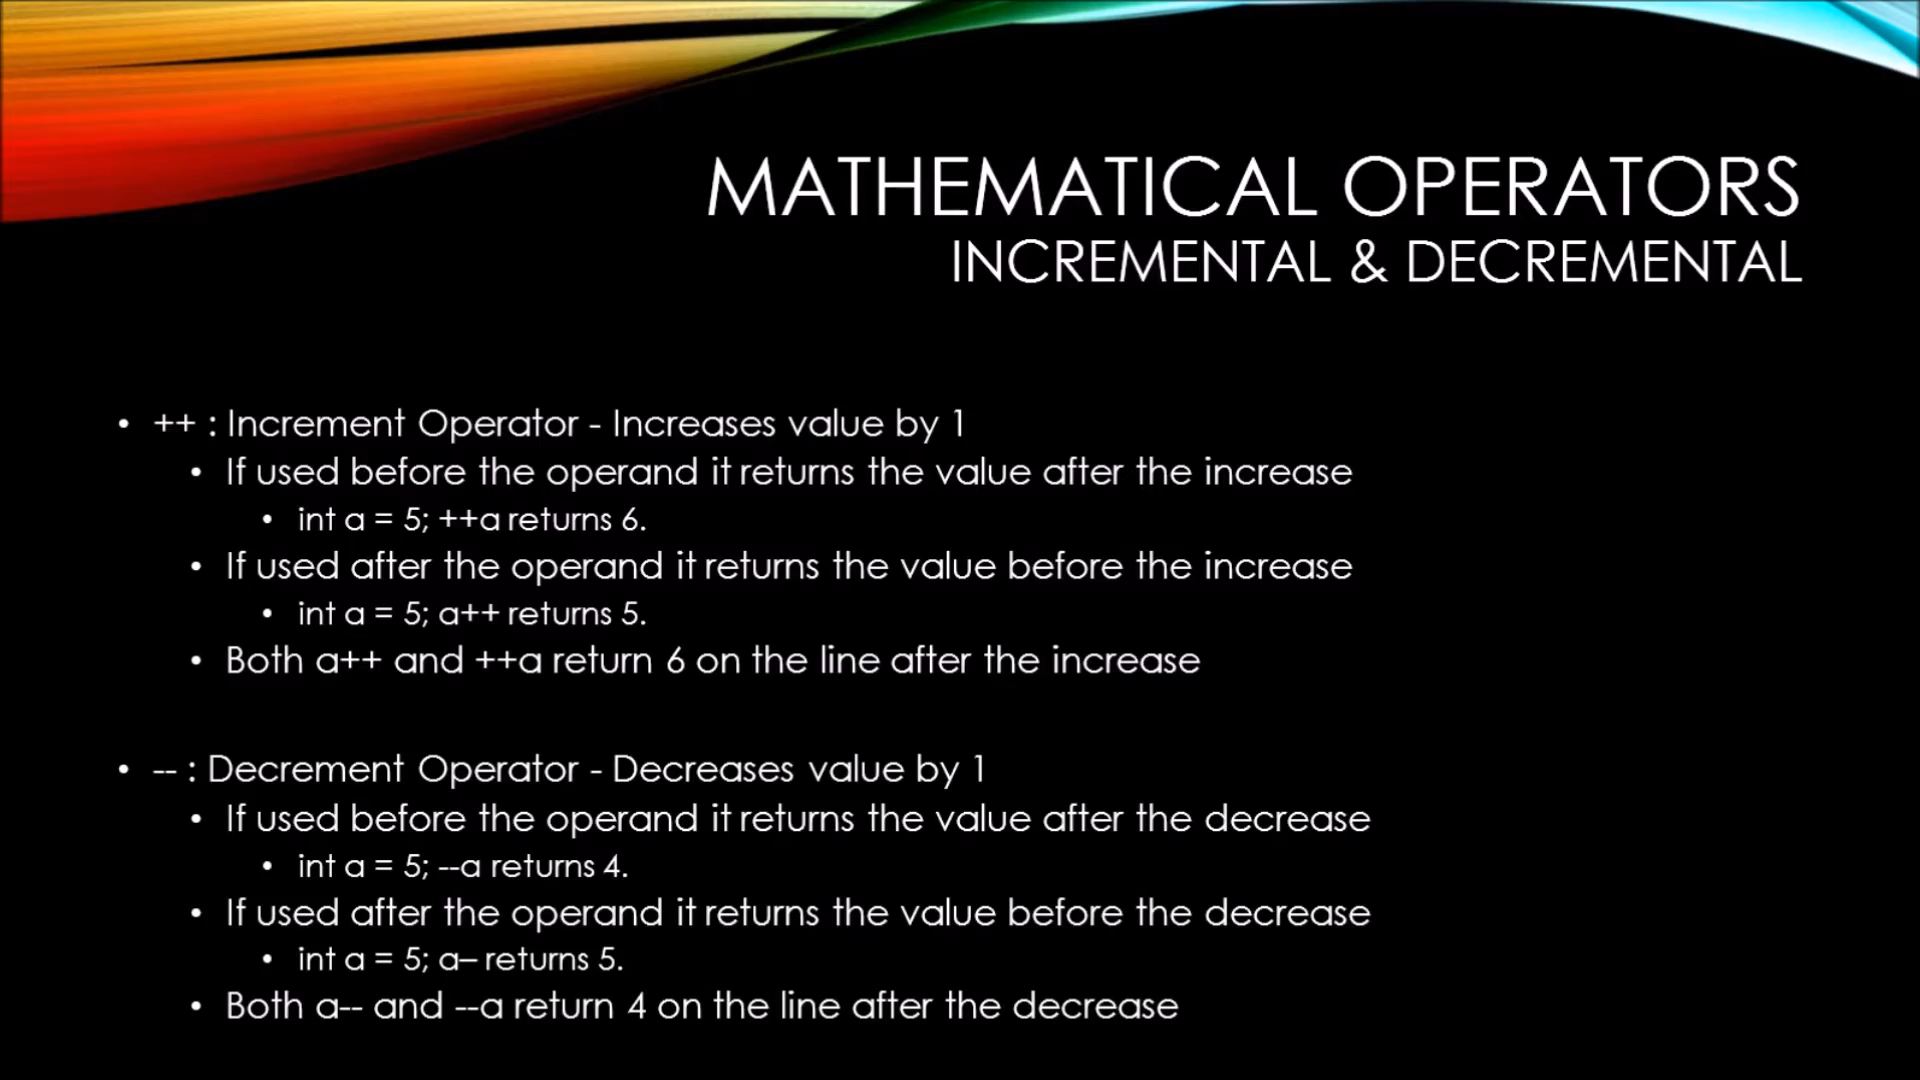 MATHEMATICAL OPERATORS
INCREMENTAL & DECREMENTAL
• ++ : Increment Operator - Increases value by 1
• If used before the operand it returns the value after the increase
• int a = 5; ++a returns 6.
• If used after the operand it returns the value before the increase
• int a = 5; a++ returns 5.
• Both a++ and ++a return 6 on the line after the increase
• -- : Decrement Operator - Decreases value by 1
• If used before the operand it returns the value after the decrease
• int a = 5; --a returns 4.
• If used after the operand it returns the value before the decrease
• int a = 5; a– returns 5.
• Both a-- and --a return 4 on the line after the decrease